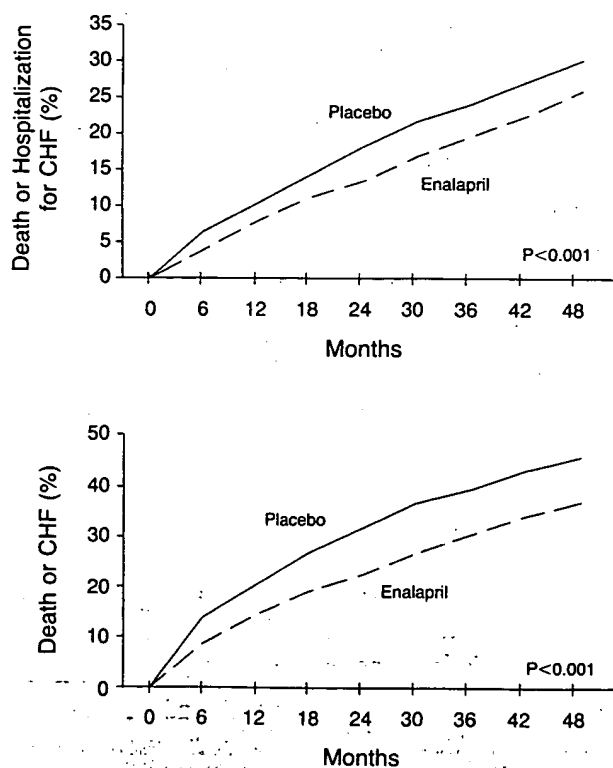 35
30
25
20
15
10
5
0
Death or Hospitalization
for CHF (%)
Placebo
Enalapril
P<0.001
0 6 12 18 24 30 36 42 48
Months
50
40
30
20
10
0
Death or CHF (%)
Placebo
Enalapril
P<0.001
0 6 12 18 24 30 36 42 48
Months